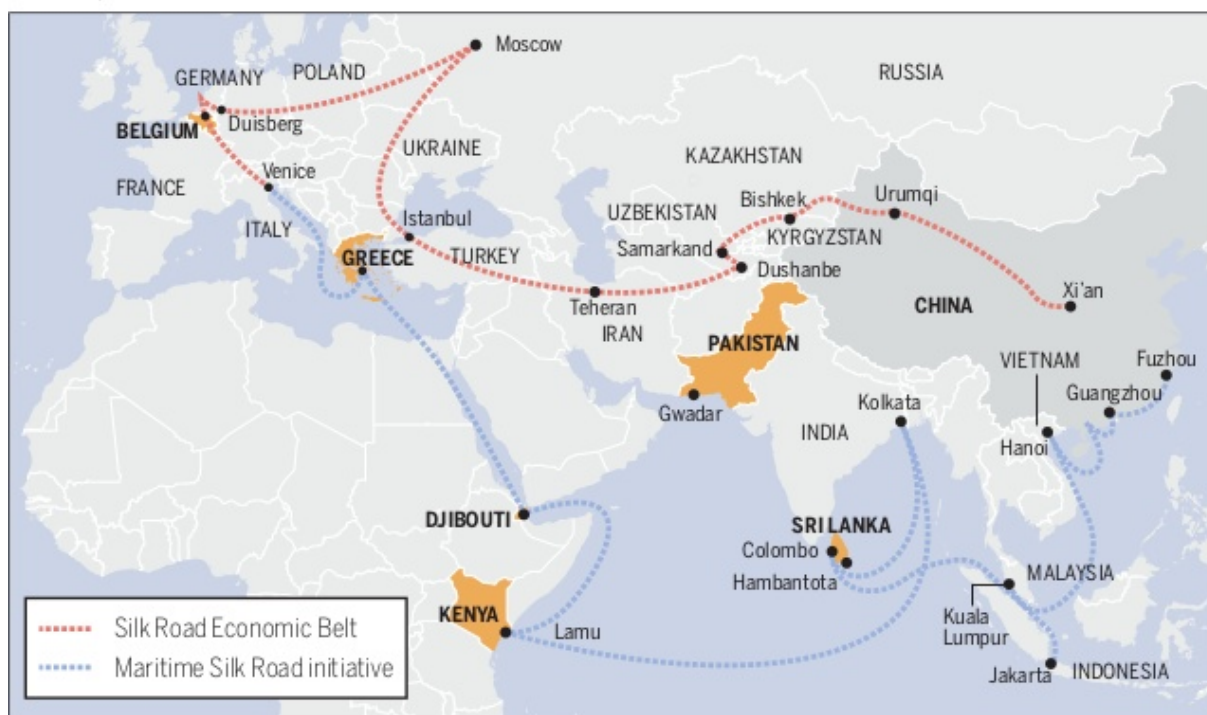 Moscow
RUSSIA
POLAND
GERMANY
BELGIUM
Duisberg
UKRAINE
KAZAKHSTAN
Venice
FRANCE
Bishkek
Urumqi
UZBEKISTAN
Istanbul
ITALY
KYRGYZSTAN
Samarkand
GREECE
TURKEY
Dushanbe
Xi'an
CHINA
Teheran
IRAN
PAKISTAN
VIETNAM
Fuzhou
Guangzhou
Gwadar
Kolkata
INDIA
Hanoi
DJIBOUTI
SRI LANKA
Colombo
Hambantota
MALAYSIA
KENYA
Lamu
Kuala
Lumpur
Jakarta
INDONESIA
Silk Road Economic Belt
Maritime Silk Road initiative